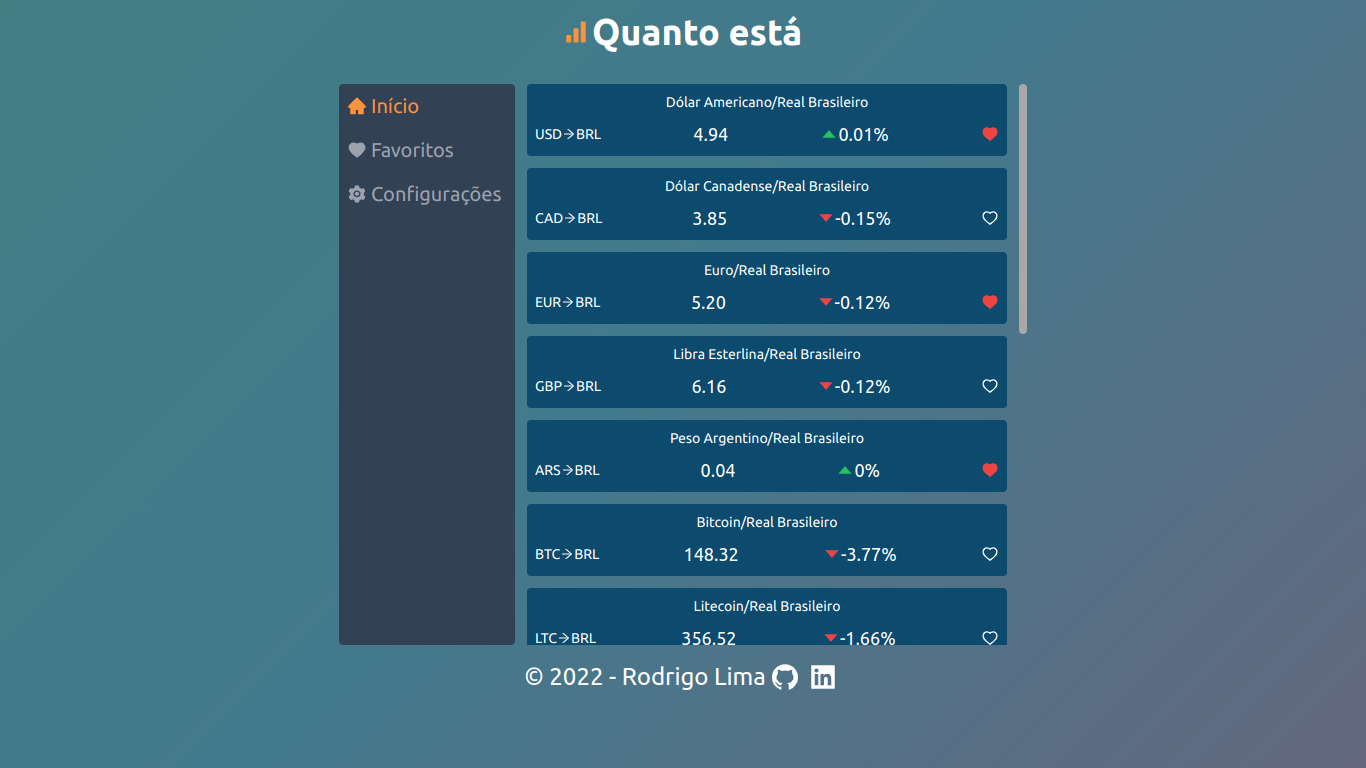 Quanto está
Início
Favoritos
Configurações
Dólar Americano/Real Brasileiro
USD→BRL 4.94 0.01%
Dólar Canadense/Real Brasileiro
CAD→BRL 3.85 -0.15%
Euro/Real Brasileiro
EUR→BRL 5.20 -0.12%
Libra Esterlina/Real Brasileiro
GBP→BRL 6.16 -0.12%
Peso Argentino/Real Brasileiro
ARS→BRL 0.04 0%
Bitcoin/Real Brasileiro
BTC→BRL 148.32 -3.77%
Litecoin/Real Brasileiro
LTC→BRL 356.52 -1.66%
© 2022 - Rodrigo Lima